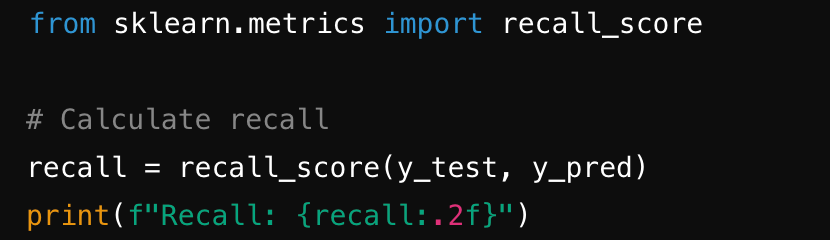 from sklearn.metrics import recall_score
# Calculate recall
recall = recall_score(y_test, y_pred)
print(f"Recall: {recall:.2f}")